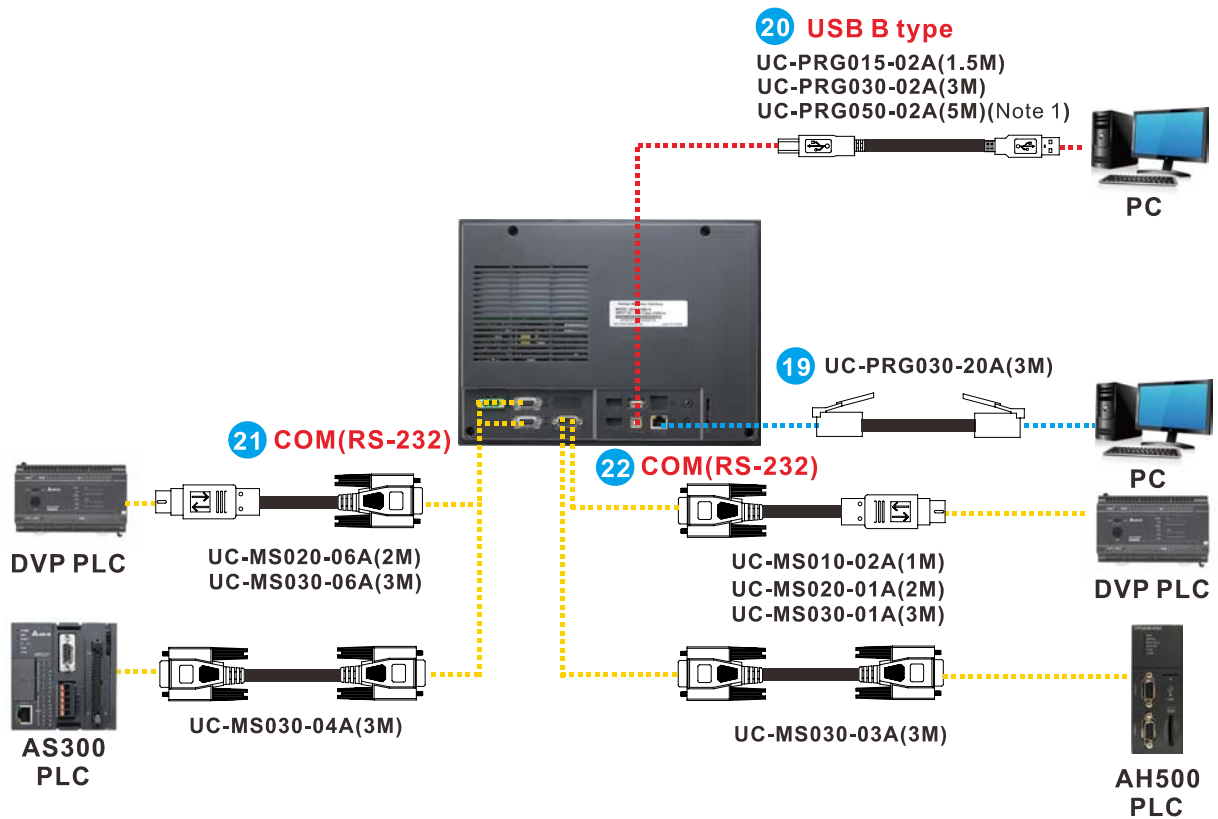 20 USB B type
UC-PRG015-02A(1.5M)
UC-PRG030-02A(3M)
UC-PRG050-02A(5M)(Note 1)
PC
19 UC-PRG030-20A(3M)
PC
21 COM(RS-232)
DVP PLC
UC-MS020-06A(2M)
UC-MS030-06A(3M)
AS300
PLC
UC-MS030-04A(3M)
22 COM(RS-232)
UC-MS010-02A(1M)
UC-MS020-01A(2M)
UC-MS030-01A(3M)
DVP PLC
UC-MS030-03A(3M)
AH500
PLC